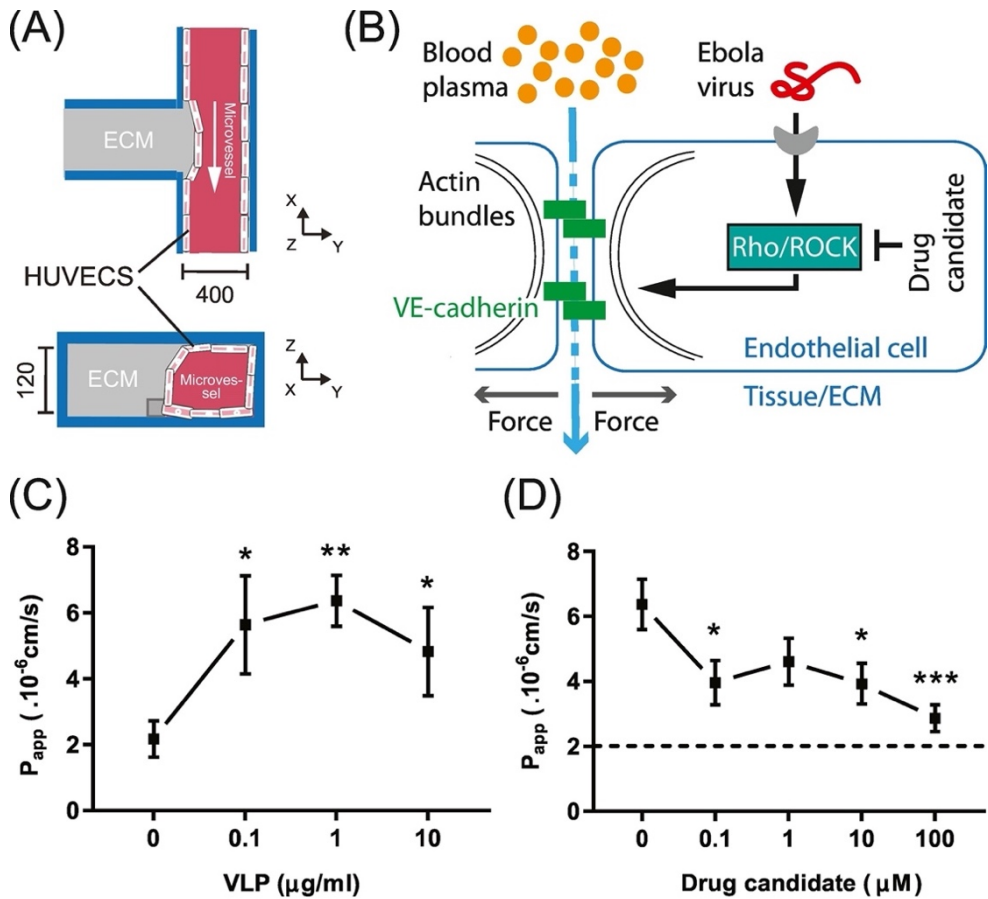 (A)
ECM
Microvessel
X
Z
Y
HUVECS
400
120
ECM
Microves-
sel
Z
X
Y
(B)
Blood
plasma
Ebola
virus
Actin
bundles
Rho/ROCK
Drug
candidate
VE-cadherin
Endothelial cell
Tissue/ECM
Force
Force
(C)
P_app (.10^-6cm/s)
8
6
4
2
0
*
**
*
0
0.1
1
10
VLP (µg/ml)
(D)
P_app (.10^-6cm/s)
8
6
4
2
0
*
*
***
0
0.1
1
10
100
Drug candidate (µM)